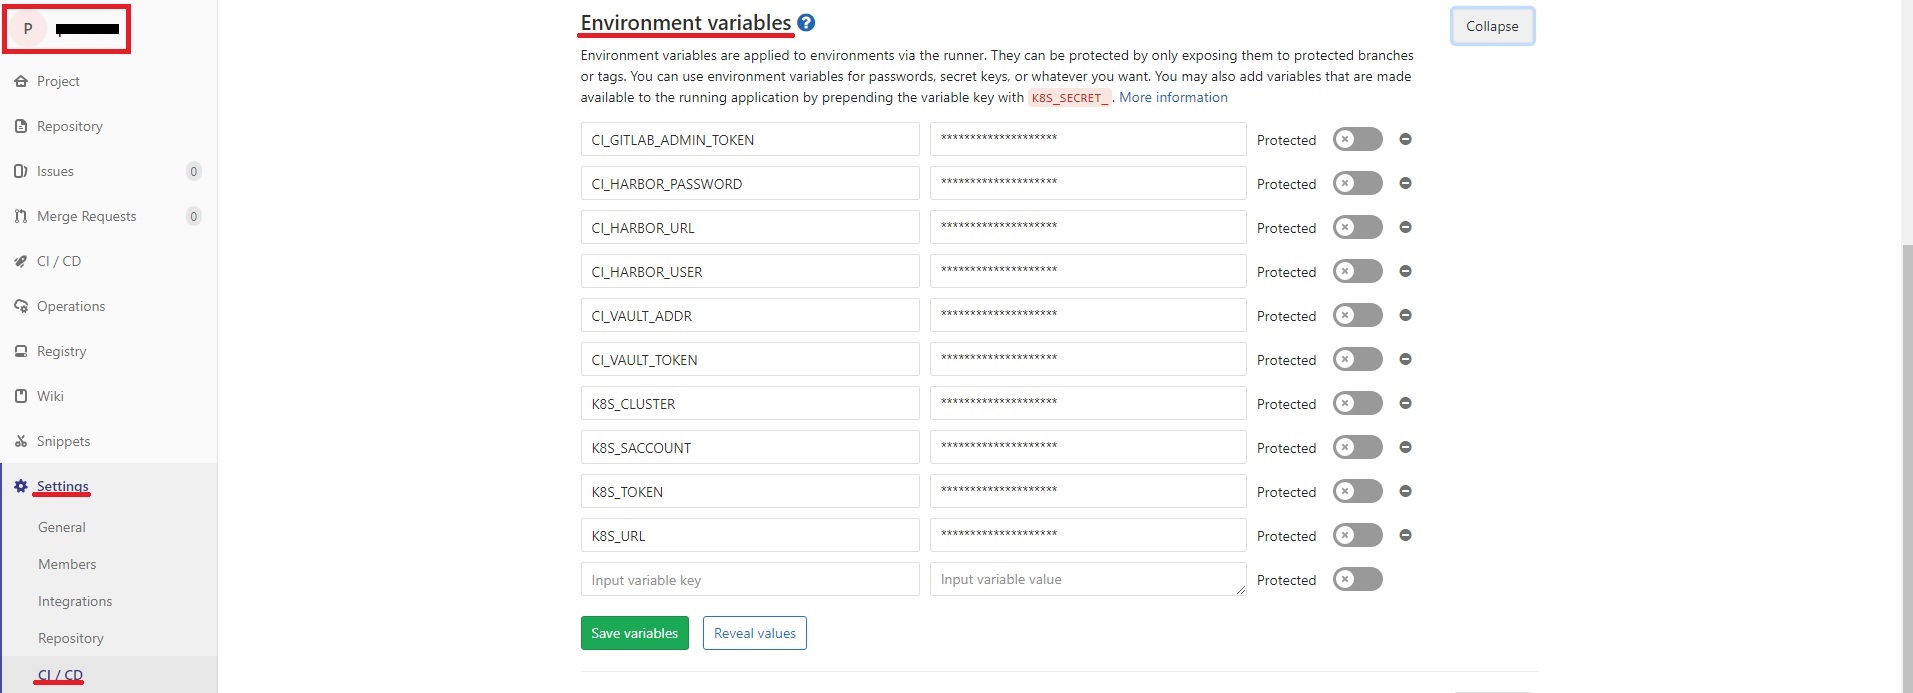 P
Project
Repository
Issues 0
Merge Requests 0
CI / CD
Operations
Registry
Wiki
Snippets
Settings
General
Members
Integrations
Repository
CI / CD
Environment variables ?
Collapse
Environment variables are applied to environments via the runner. They can be protected by only exposing them to protected branches
or tags. You can use environment variables for passwords, secret keys, or whatever you want. You may also add variables that are made
available to the running application by prepending the variable key with K8S_SECRET_. More information
CI_GITLAB_ADMIN_TOKEN ******************** Protected
CI_HARBOR_PASSWORD ******************** Protected
CI_HARBOR_URL ******************** Protected
CI_HARBOR_USER ******************** Protected
CI_VAULT_ADDR ******************** Protected
CI_VAULT_TOKEN ******************** Protected
K8S_CLUSTER ******************** Protected
K8S_SACCOUNT ******************** Protected
K8S_TOKEN ******************** Protected
K8S_URL ******************** Protected
Input variable key Input variable value Protected
Save variables Reveal values